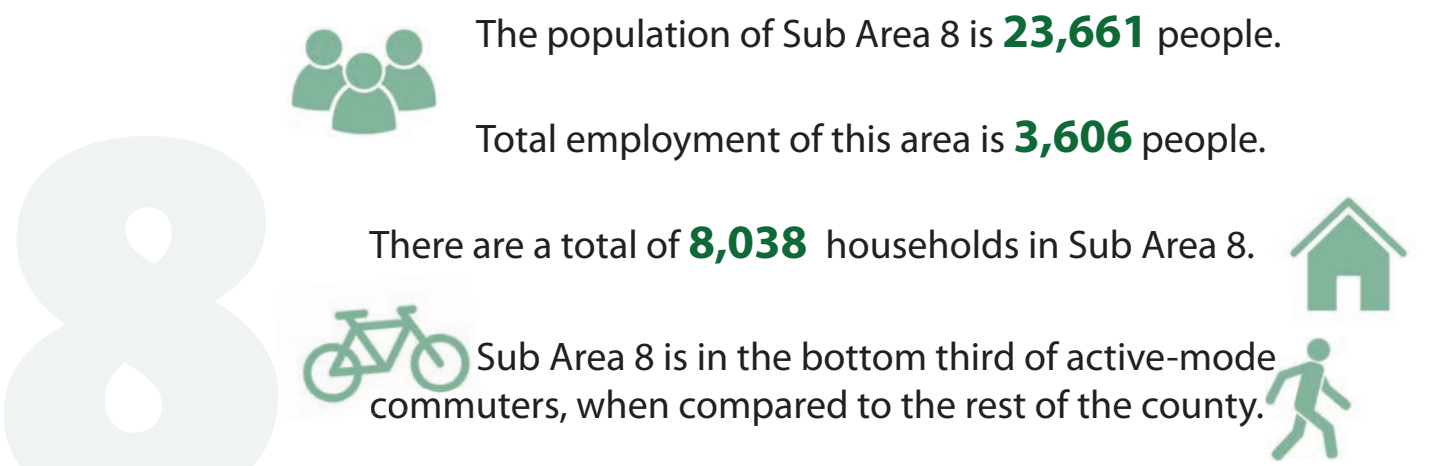 The population of Sub Area 8 is 23,661 people.
Total employment of this area is 3,606 people.
There are a total of 8,038 households in Sub Area 8.
Sub Area 8 is in the bottom third of active-mode
commuters, when compared to the rest of the county.
8